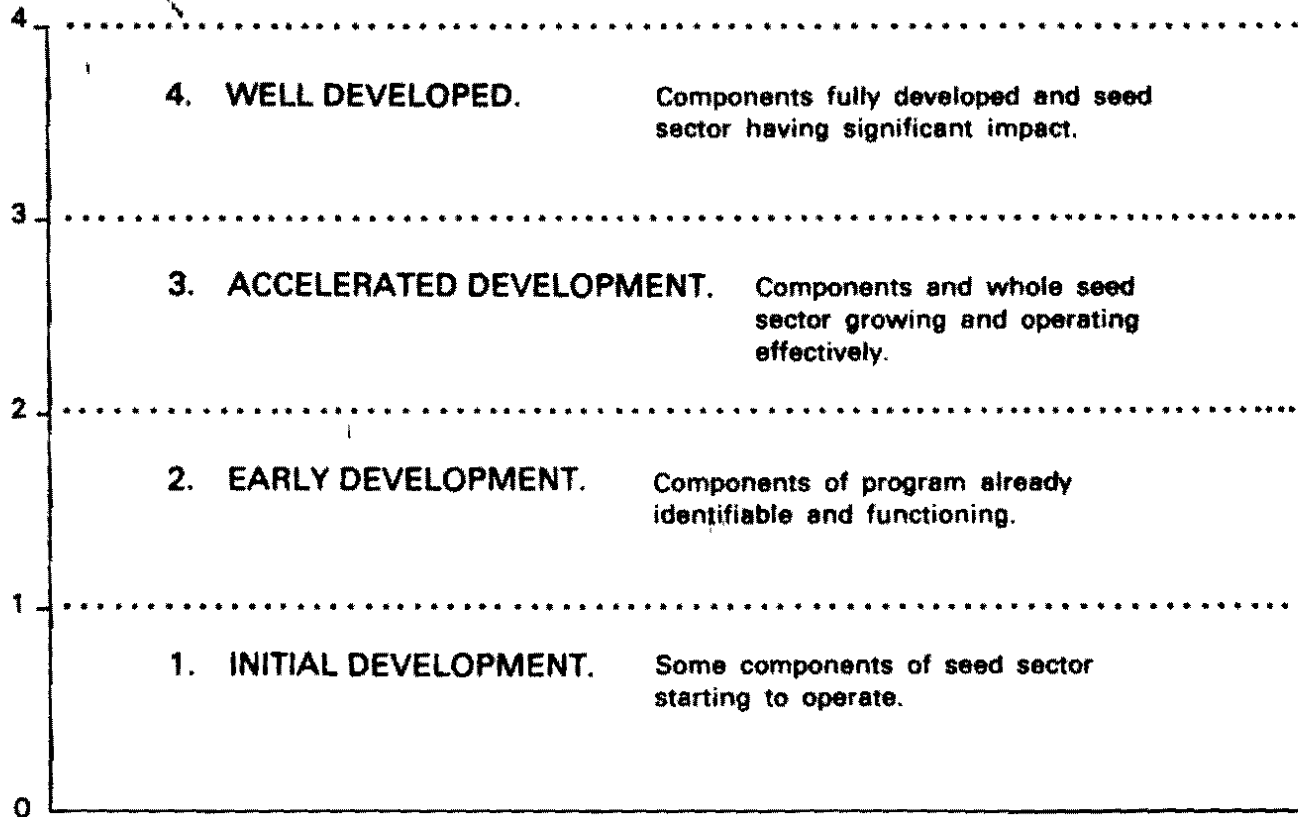 4
4. WELL DEVELOPED. Components fully developed and seed
sector having significant impact.
3
3. ACCELERATED DEVELOPMENT. Components and whole seed
sector growing and operating
effectively.
2
2. EARLY DEVELOPMENT. Components of program already
identifiable and functioning.
1
1. INITIAL DEVELOPMENT. Some components of seed sector
starting to operate.
0